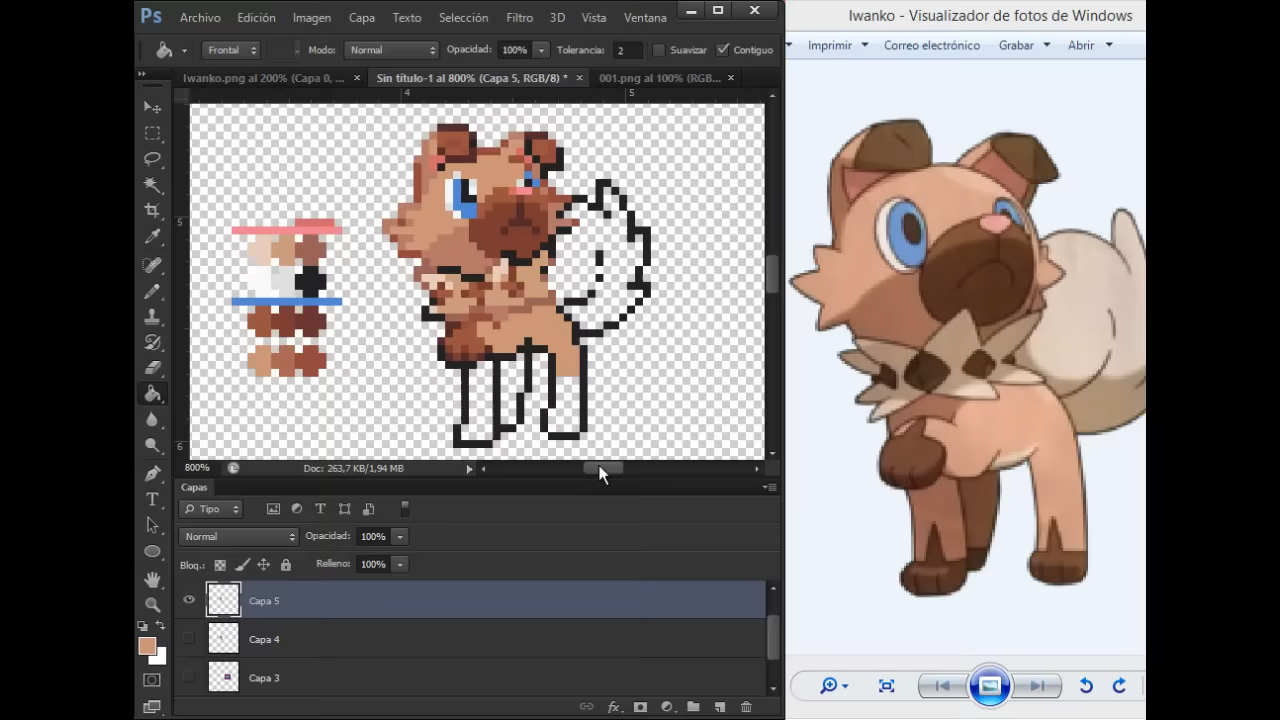 Ps Archivo Edición Imagen Capa Texto Selección Filtro 3D Vista Ventana
Frontal Modo: Normal Opacidad: 100% Tolerancia: 2 Suavizar Contiguo
Iwanko.png al 200% (Capa 0, ... × Sin título-1 al 800% (Capa 5, RGB/8) * × 001.png al 100% (RGB... ×
4 5
5
6
800% Doc: 263,7 KB/1,94 MB
Capas
Tipo
Normal Opacidad: 100%
Bloq.: Relleno: 100%
Capa 5
Capa 4
Capa 3
fx
Iwanko - Visualizador de fotos de Windows
Imprimir Correo electrónico Grabar Abrir